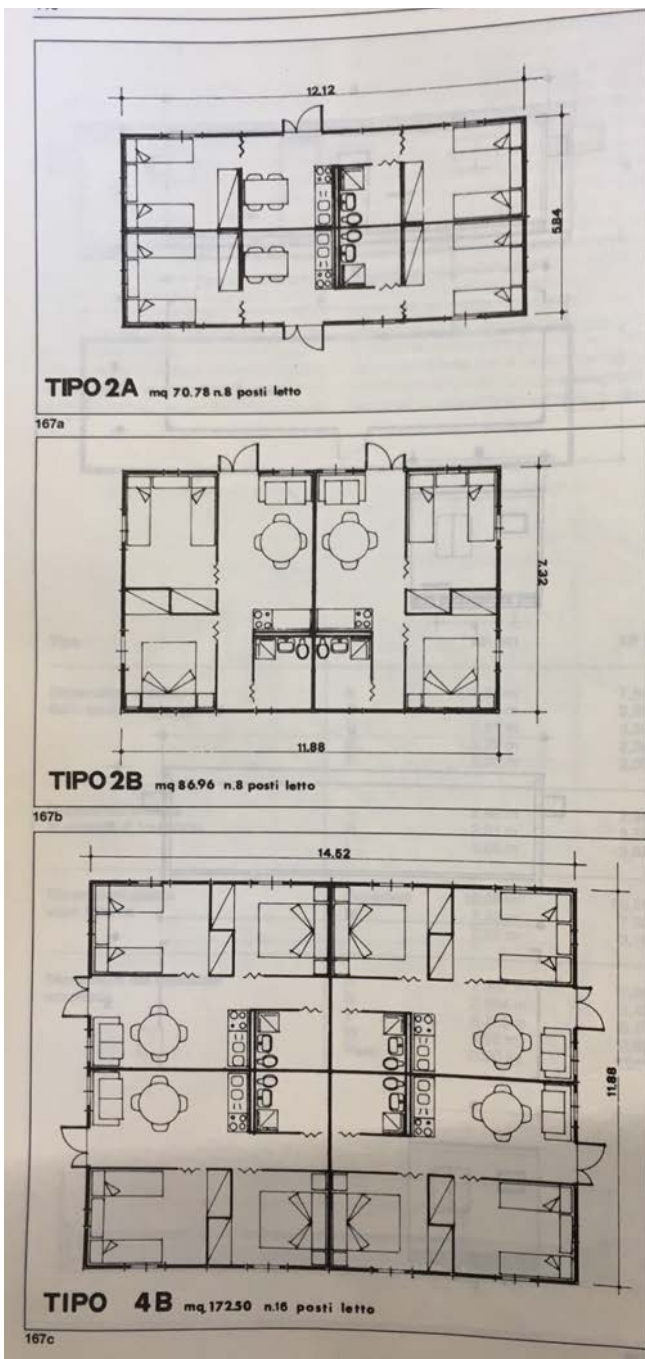 12.12
5.84
TIPO 2A mq 70.78 n.8 posti letto
167a
7.32
11.88
TIPO 2B mq 86.96 n.8 posti letto
167b
14.52
11.88
TIPO 4B mq 172.50 n.16 posti letto
167c